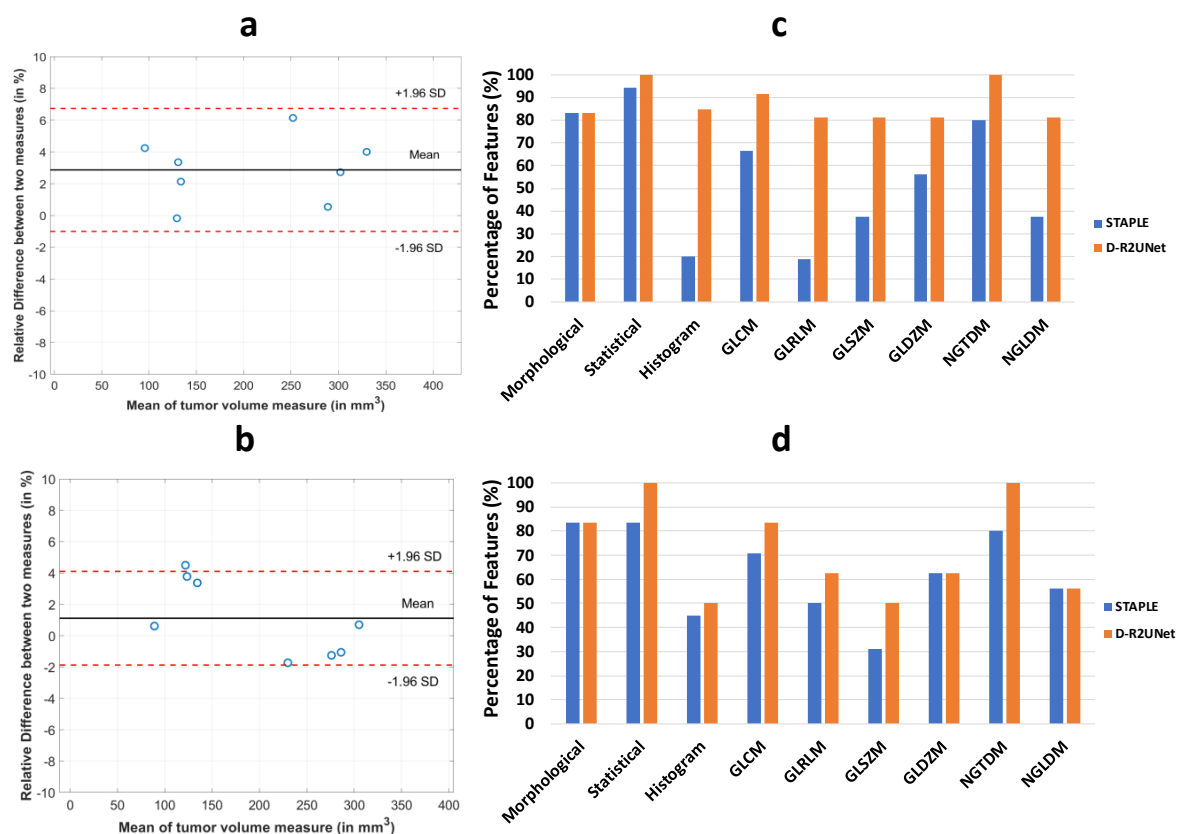 a
Relative Difference between two measures (in %)
10
8
6
4
2
0
-2
-4
-6
-8
-10
+1.96 SD
Mean
-1.96 SD
0 50 100 150 200 250 300 350 400
Mean of tumor volume measure (in mm³)
c
Percentage of Features (%)
100
90
80
70
60
50
40
30
20
10
0
Morphological
Statistical
Histogram
GLCM
GLRLM
GLSZM
GLDZM
NGTDM
NGLDM
STAPLE
D-R2UNet
b
Relative Difference between two measures (in %)
10
8
6
4
2
0
-2
-4
-6
-8
-10
+1.96 SD
Mean
-1.96 SD
0 50 100 150 200 250 300 350 400
Mean of tumor volume measure (in mm³)
d
Percentage of Features (%)
100
90
80
70
60
50
40
30
20
10
0
Morphological
Statistical
Histogram
GLCM
GLRLM
GLSZM
GLDZM
NGTDM
NGLDM
STAPLE
D-R2UNet